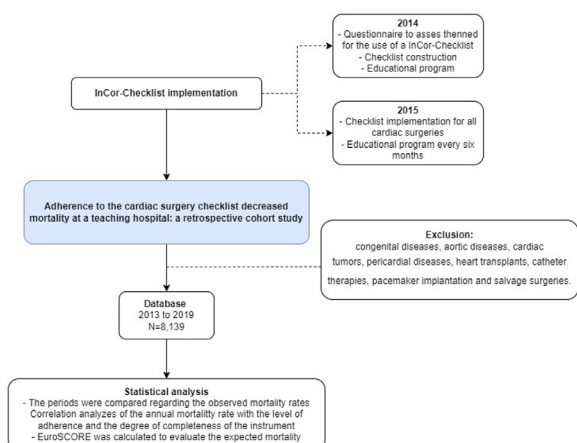 2014
- Questionnaire to asses thenned
for the use of a InCor-Checklist
- Checklist construction
- Educational program
InCor-Checklist implementation
2015
- Checklist implementation for all
cardiac surgeries
- Educational program every six
months
Adherence to the cardiac surgery checklist decreased
mortality at a teaching hospital: a retrospective cohort study
Exclusion:
congenital diseases, aortic diseases, cardiac
tumors, pericardial diseases, heart transplants, catheter
therapies, pacemaker implantation and salvage surgeries.
Database
2013 to 2019
N=8,139
Statistical analysis
- The periods were compared regarding the observed mortality rates
Correlation analyzes of the annual mortalitty rate with the level of
adherence and the degree of completeness of the instrument
- EuroSCORE was calculated to evaluate the expected mortality